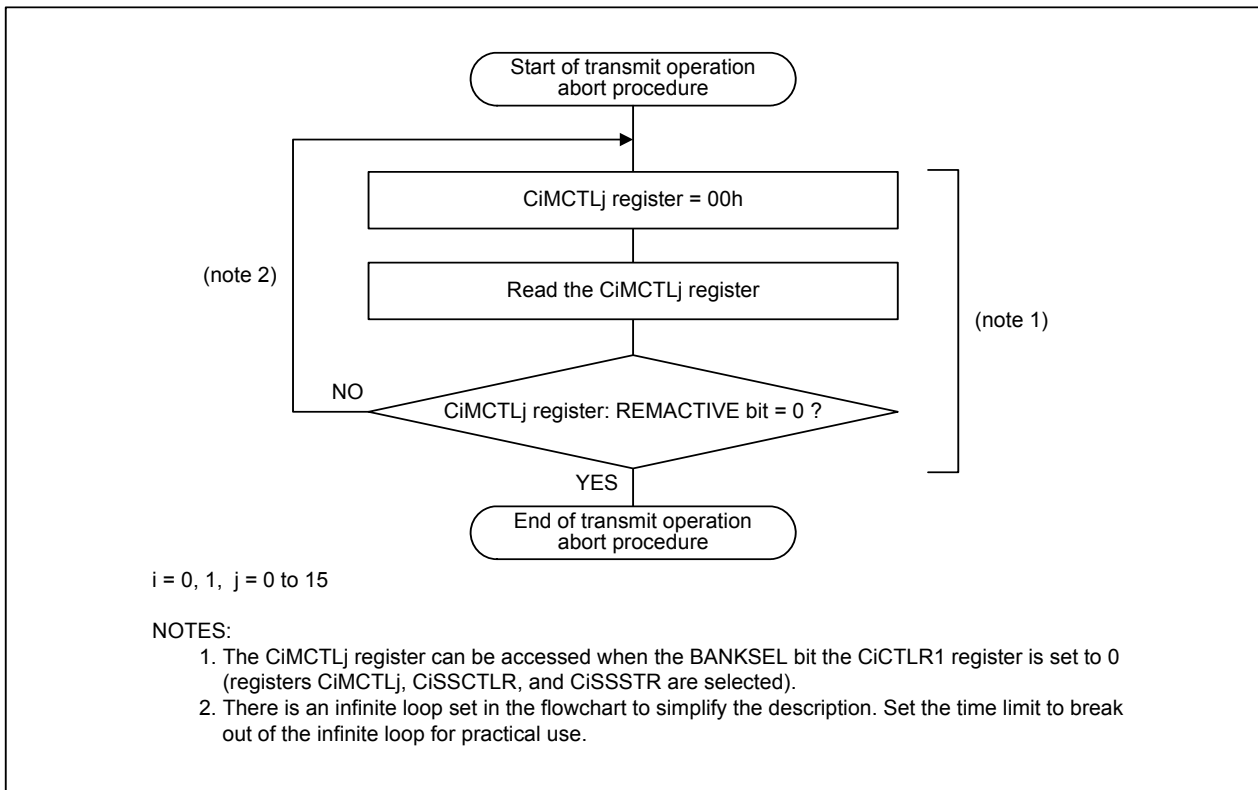 Start of transmit operation
abort procedure
CiMCTLj register = 00h
(note 2)
Read the CiMCTLj register
(note 1)
NO
CiMCTLj register: REMACTIVE bit = 0 ?
YES
End of transmit operation
abort procedure
i = 0, 1, j = 0 to 15
NOTES:
1. The CiMCTLj register can be accessed when the BANKSEL bit the CiCTLR1 register is set to 0
(registers CiMCTLj, CiSSCTLR, and CiSSSTR are selected).
2. There is an infinite loop set in the flowchart to simplify the description. Set the time limit to break
out of the infinite loop for practical use.